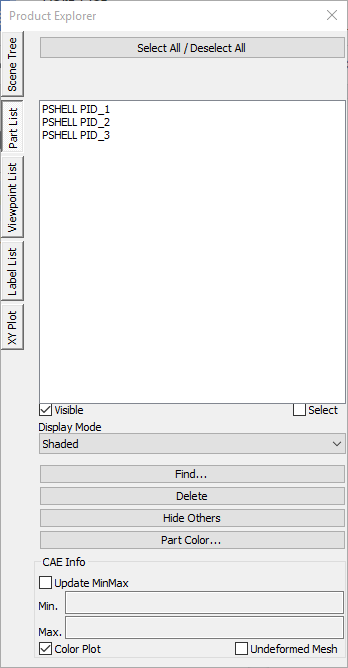 Product Explorer
Scene Tree
Part List
Viewpoint List
Label List
XY Plot
Select All / Deselect All
PSHELL PID_1
PSHELL PID_2
PSHELL PID_3
Visible
Select
Display Mode
Shaded
Find...
Delete
Hide Others
Part Color...
CAE Info
Update MinMax
Min.
Max.
Color Plot
Undeformed Mesh